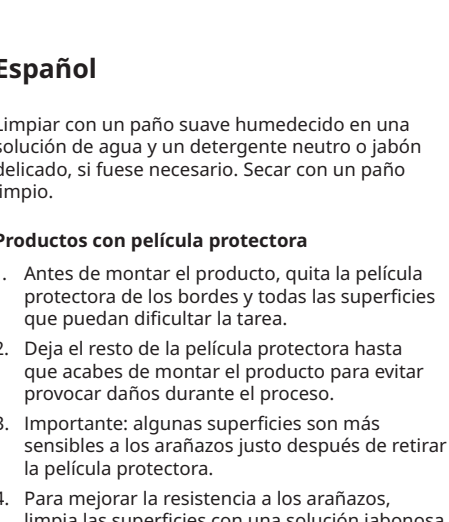 Español
Limpiar con un paño suave humedecido en una
solución de agua y un detergente neutro o jabón
delicado, si fuese necesario. Secar con un paño
limpio.
Productos con película protectora
1. Antes de montar el producto, quita la película
protectora de los bordes y todas las superficies
que puedan dificultar la tarea.
2. Deja el resto de la película protectora hasta
que acabes de montar el producto para evitar
provocar daños durante el proceso.
3. Importante: algunas superficies son más
sensibles a los arañazos justo después de retirar
la película protectora.
4. Para mejorar la resistencia a los arañazos,
limpia las superficies con una solución jabonosa